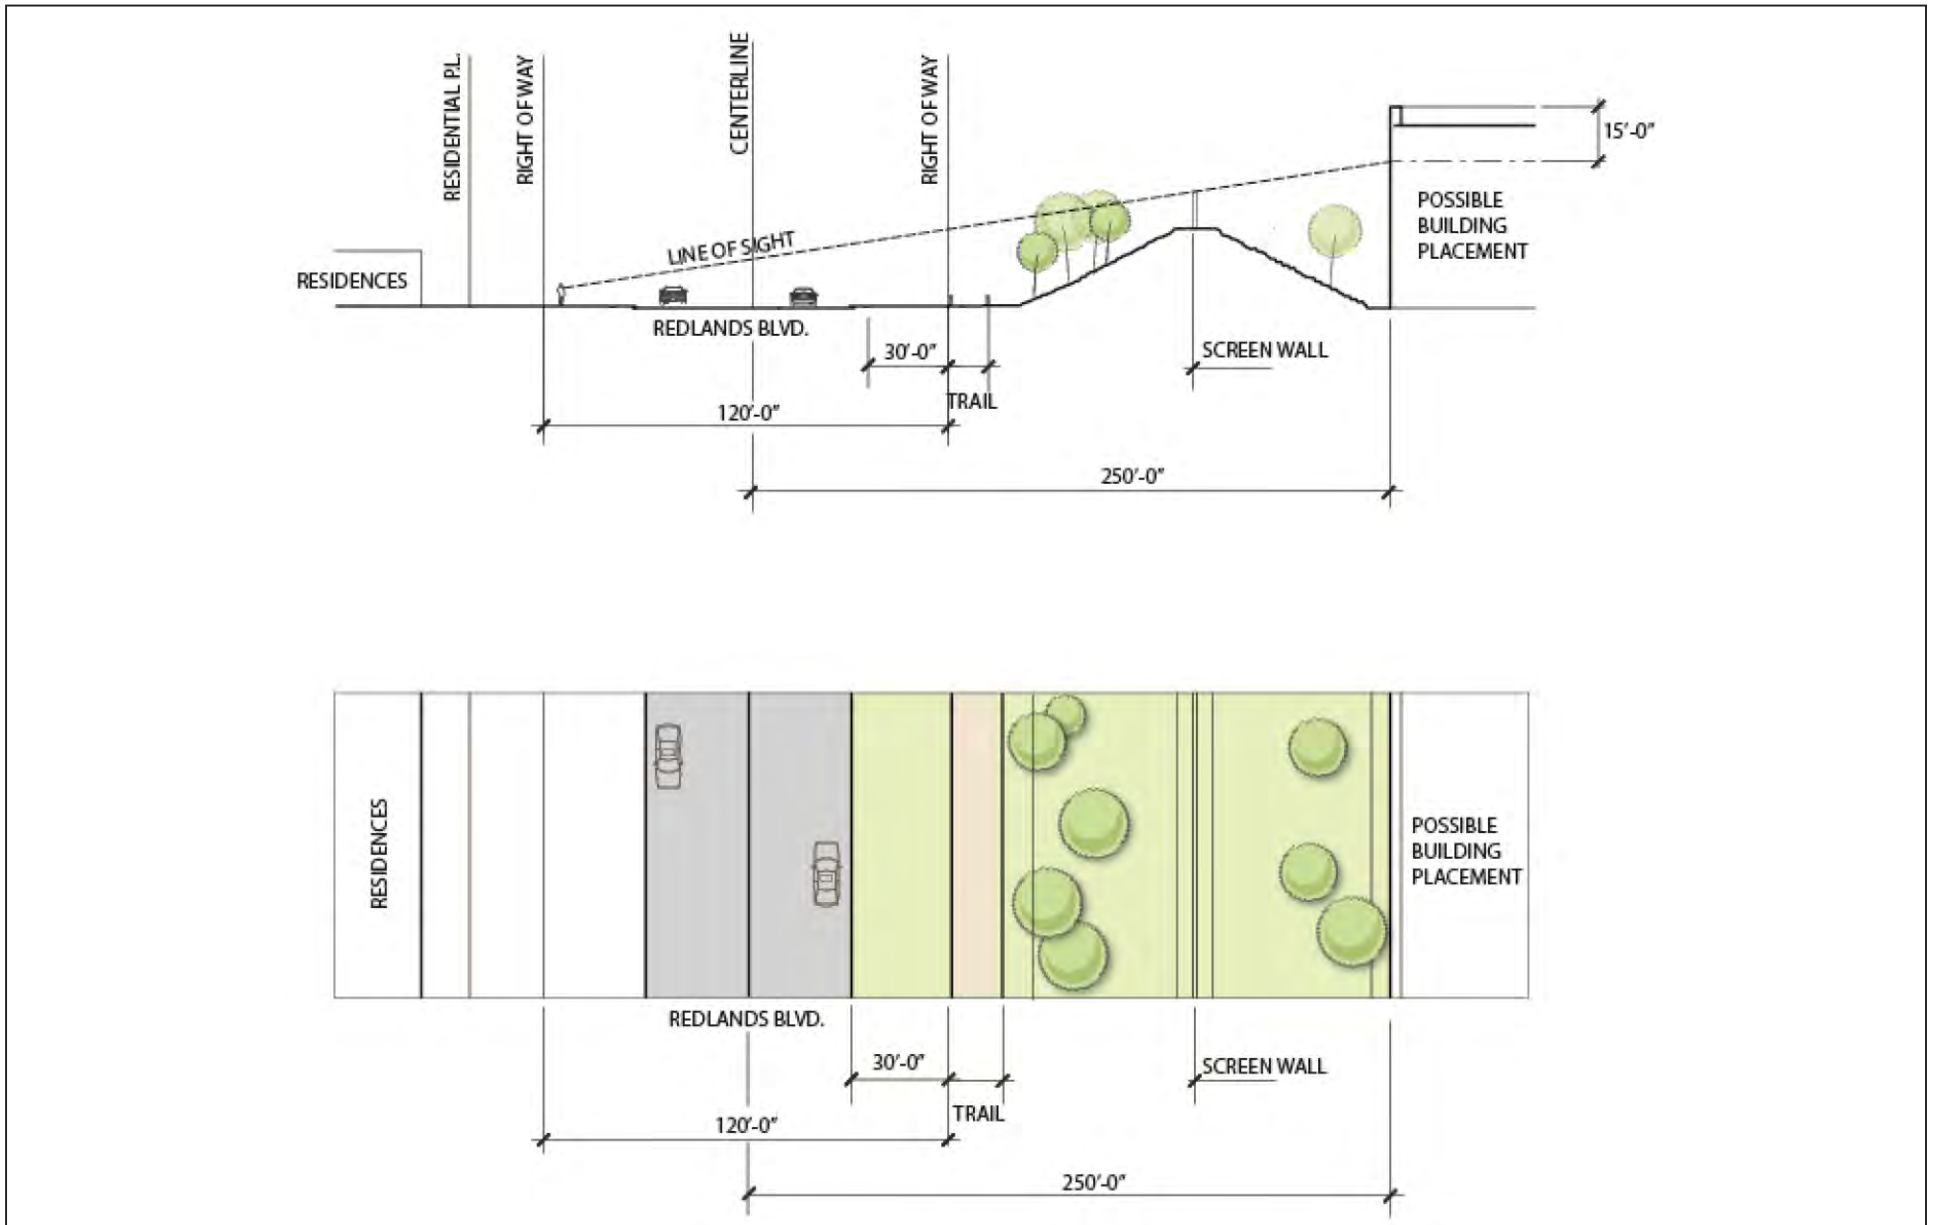 RESIDENTIAL P.L.
RIGHT OF WAY
CENTERLINE
RIGHT OF WAY
15'-0"
POSSIBLE
BUILDING
PLACEMENT
LINE OF SIGHT
RESIDENCES
REDLANDS BLVD.
30'-0"
SCREEN WALL
TRAIL
120'-0"
250'-0"
RESIDENCES
POSSIBLE
BUILDING
PLACEMENT
REDLANDS BLVD.
30'-0"
SCREEN WALL
TRAIL
120'-0"
250'-0"